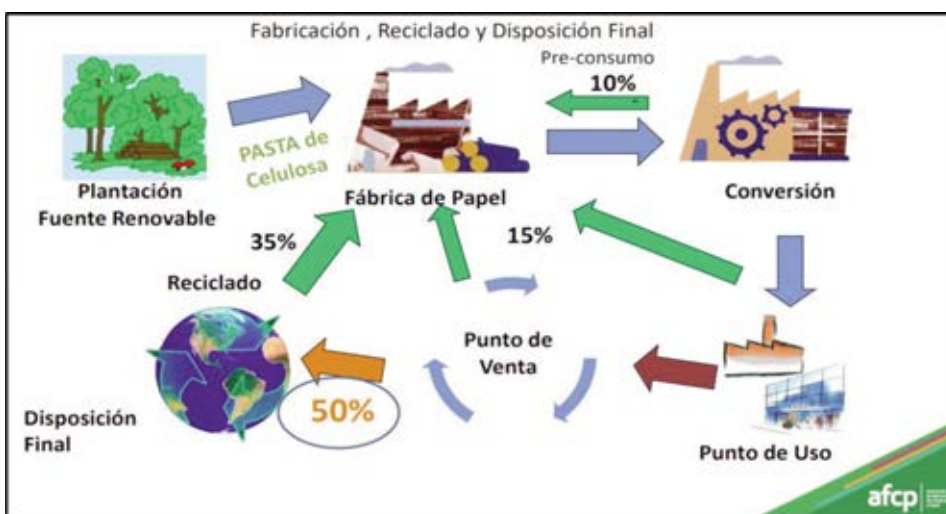 Fabricación , Reciclado y Disposición Final
Pre-consumo
10%
PASTA de
Celulosa
Plantación
Fuente Renovable
Fábrica de Papel
Conversión
35%
15%
Reciclado
Punto de
Venta
50%
Disposición
Final
Punto de Uso
afcp